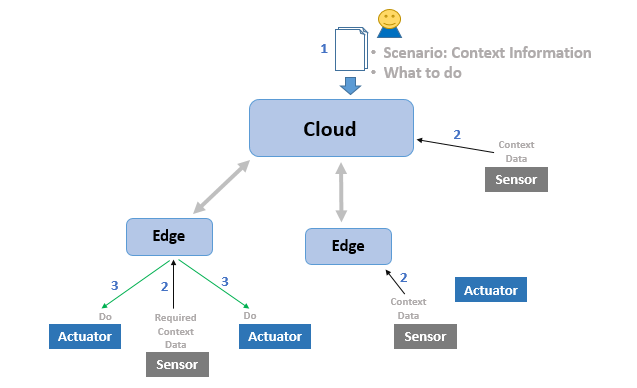 1
• Scenario: Context Information
• What to do
Cloud
2
Context
Data
Sensor
Edge
Edge
3
2
3
2
Do
Required
Context
Data
Do
Context
Data
Actuator
Actuator
Actuator
Sensor
Sensor